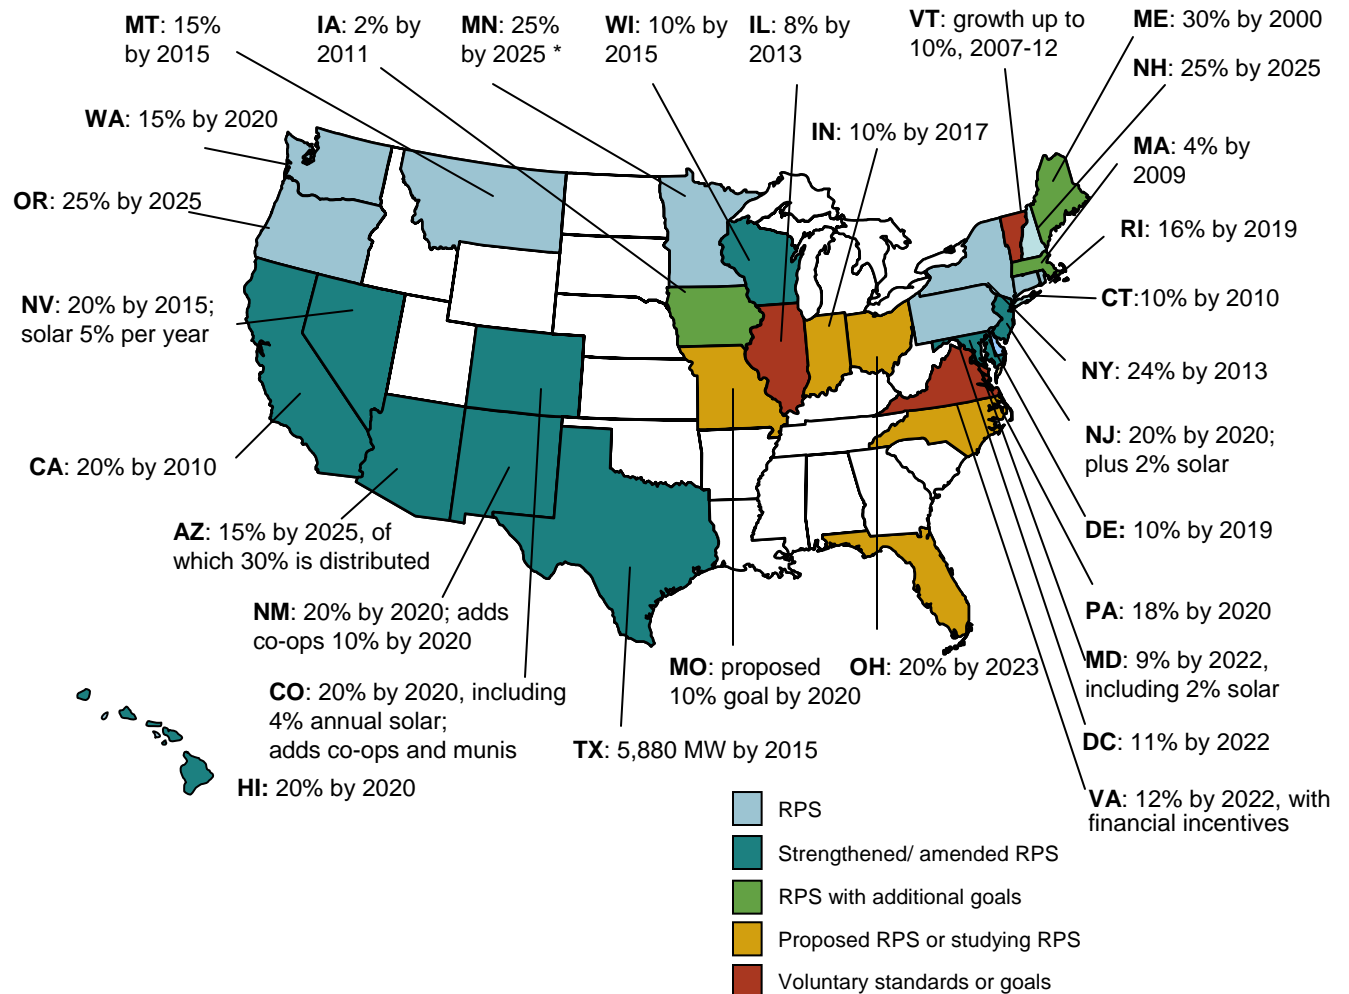 MT: 15%
by 2015
IA: 2% by
2011
MN: 25%
by 2025 *
WI: 10% by
2015
IL: 8% by
2013
VT: growth up to
10%, 2007-12
ME: 30% by 2000
NH: 25% by 2025
WA: 15% by 2020
IN: 10% by 2017
MA: 4% by
2009
OR: 25% by 2025
RI: 16% by 2019
NV: 20% by 2015;
solar 5% per year
CT:10% by 2010
NY: 24% by 2013
CA: 20% by 2010
NJ: 20% by 2020;
plus 2% solar
AZ: 15% by 2025, of
which 30% is distributed
DE: 10% by 2019
NM: 20% by 2020; adds
co-ops 10% by 2020
PA: 18% by 2020
MO: proposed
10% goal by 2020
OH: 20% by 2023
MD: 9% by 2022,
including 2% solar
CO: 20% by 2020, including
4% annual solar;
adds co-ops and munis
TX: 5,880 MW by 2015
DC: 11% by 2022
HI: 20% by 2020
VA: 12% by 2022, with
financial incentives
RPS
Strengthened/ amended RPS
RPS with additional goals
Proposed RPS or studying RPS
Voluntary standards or goals